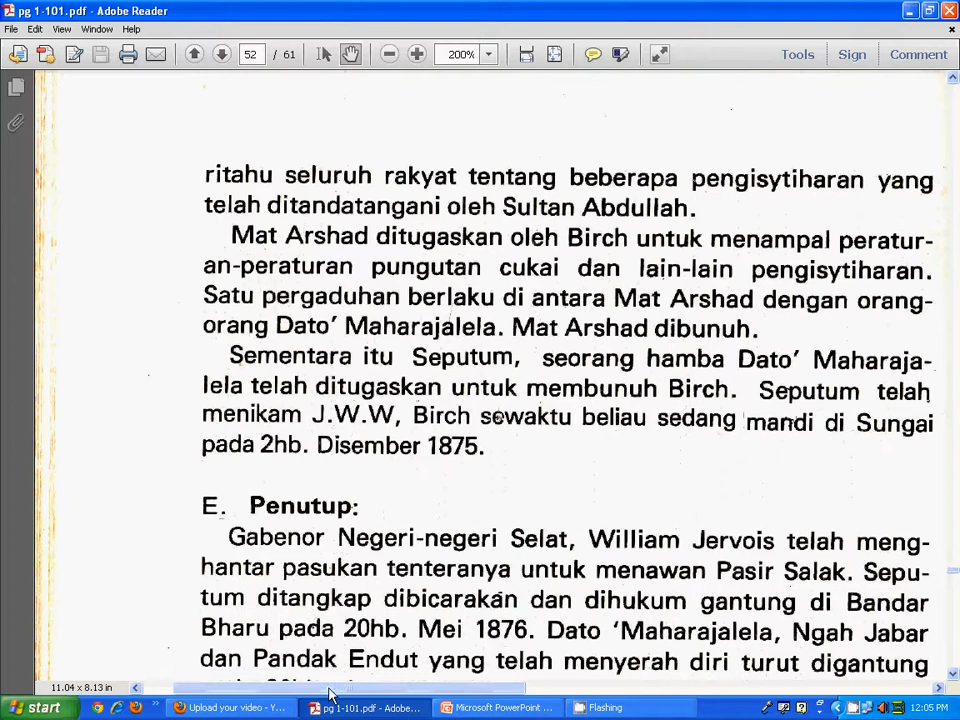 pg 1-101.pdf - Adobe Reader
File Edit View Window Help
52 / 61 200% Tools Sign Comment
ritahu seluruh rakyat tentang beberapa pengisytiharan yang
telah ditandatangani oleh Sultan Abdullah.
Mat Arshad ditugaskan oleh Birch untuk menampal peratur-
an-peraturan pungutan cukai dan lain-lain pengisytiharan.
Satu pergaduhan berlaku di antara Mat Arshad dengan orang-
orang Dato' Maharajalela. Mat Arshad dibunuh.
Sementara itu Seputum, seorang hamba Dato' Maharaja-
lela telah ditugaskan untuk membunuh Birch. Seputum telah
menikam J.W.W, Birch sewaktu beliau sedang mandi di Sungai
pada 2hb. Disember 1875.
E. Penutup:
Gabenor Negeri-negeri Selat, William Jervois telah meng-
hantar pasukan tenteranya untuk menawan Pasir Salak. Sepu-
tum ditangkap dibicarakan dan dihukum gantung di Bandar
Bharu pada 20hb. Mei 1876. Dato 'Maharajalela, Ngah Jabar
dan Pandak Endut yang telah menyerah diri turut digantung
11.04 x 8.13 in
start Upload your video - Y... pg 1-101.pdf - Adobe... Microsoft PowerPoint ... Flashing 12:05 PM